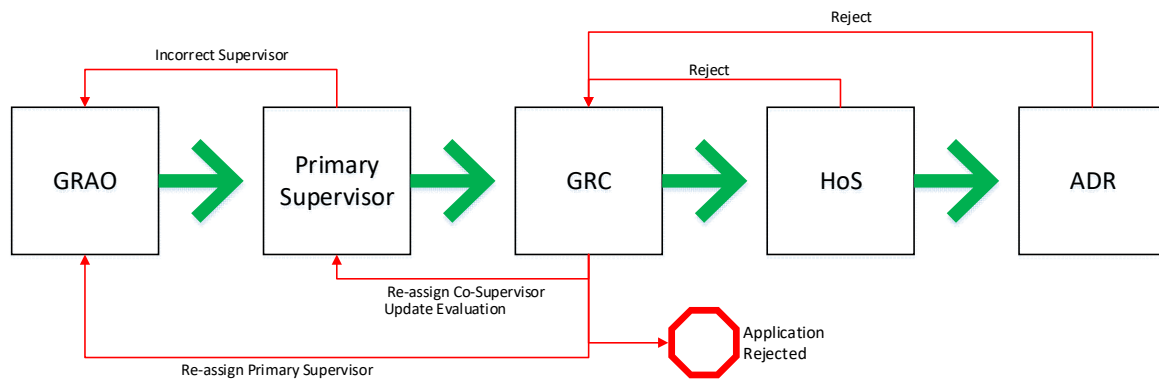 Reject
Incorrect Supervisor
Reject
GRAO
Primary
Supervisor
GRC
HoS
ADR
Re-assign Co-Supervisor
Update Evaluation
Application
Rejected
Re-assign Primary Supervisor